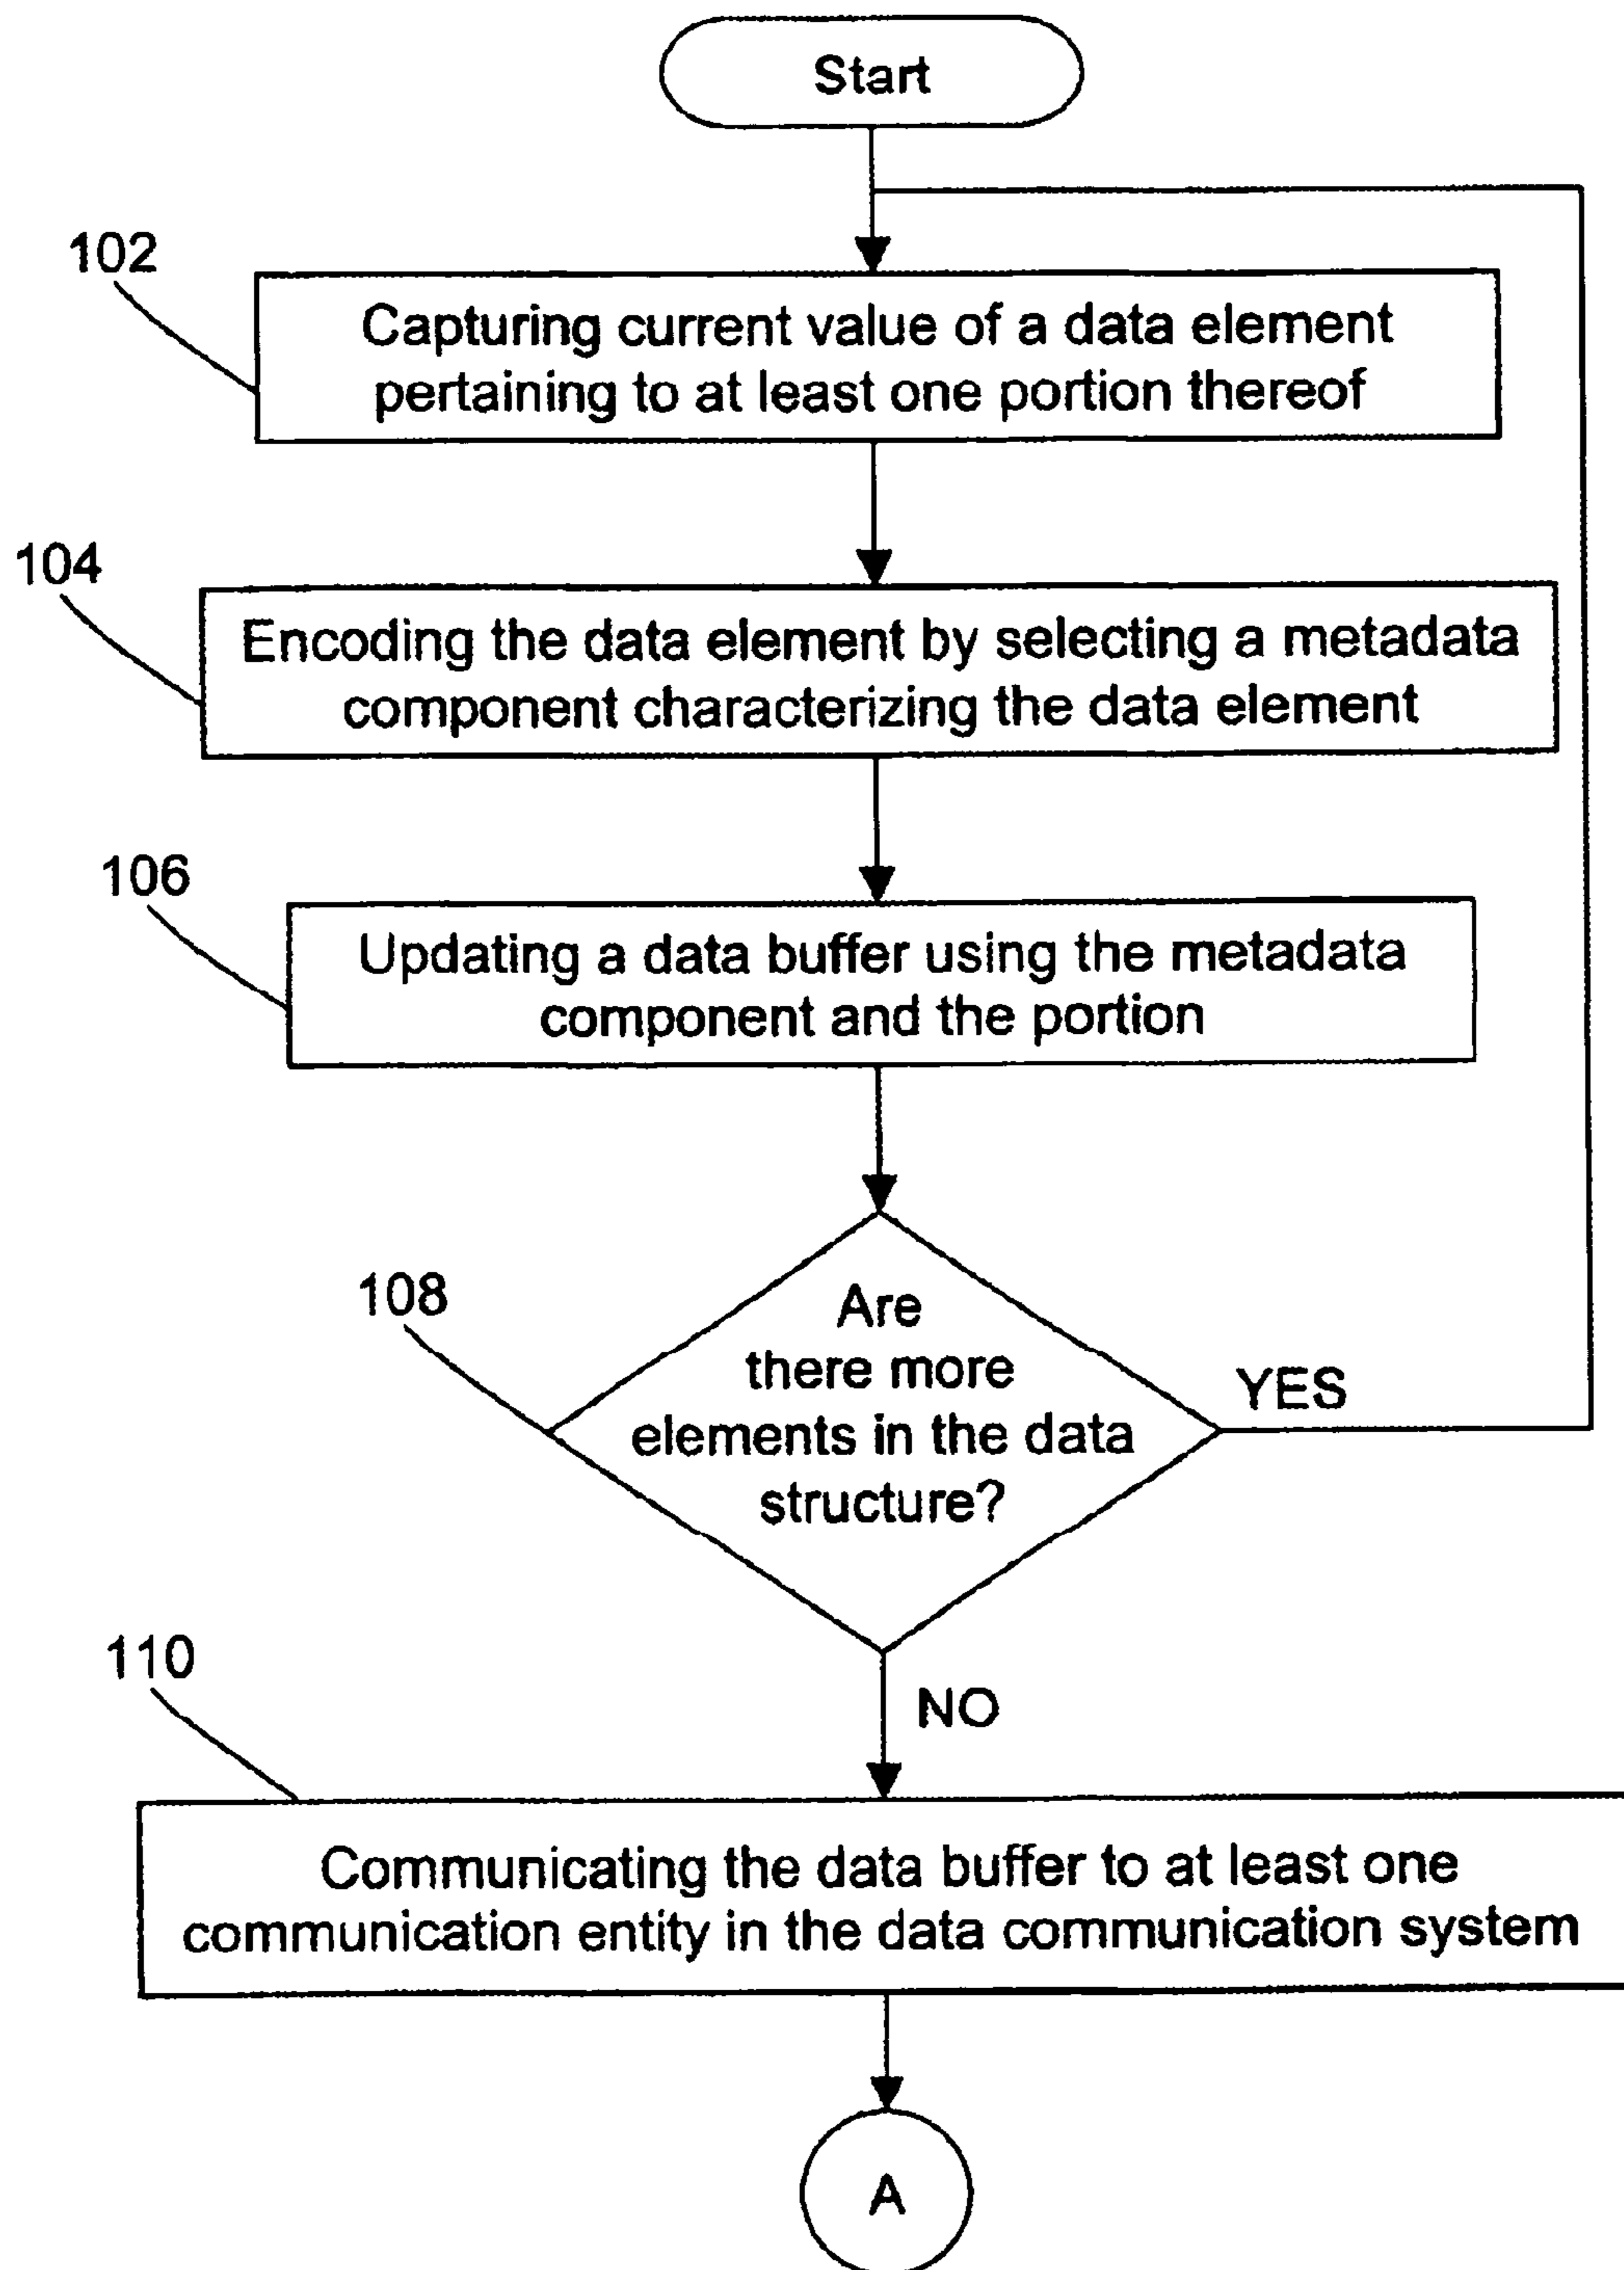 Start
102
Capturing current value of a data element
pertaining to at least one portion thereof
104
Encoding the data element by selecting a metadata
component characterizing the data element
106
Updating a data buffer using the metadata
component and the portion
108
Are
there more
elements in the data
structure?
YES
NO
110
Communicating the data buffer to at least one
communication entity in the data communication system
A